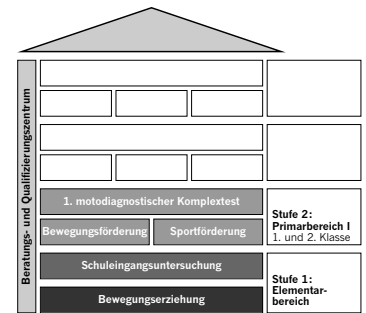 Beratungs- und Qualifizierungszentrum
1. motodiagnostischer Komplextest
Bewegungsförderung
Sportförderung
Stufe 2:
Primarbereich I
1. und 2. Klasse
Schuleingangsuntersuchung
Bewegungserziehung
Stufe 1:
Elementar-
bereich